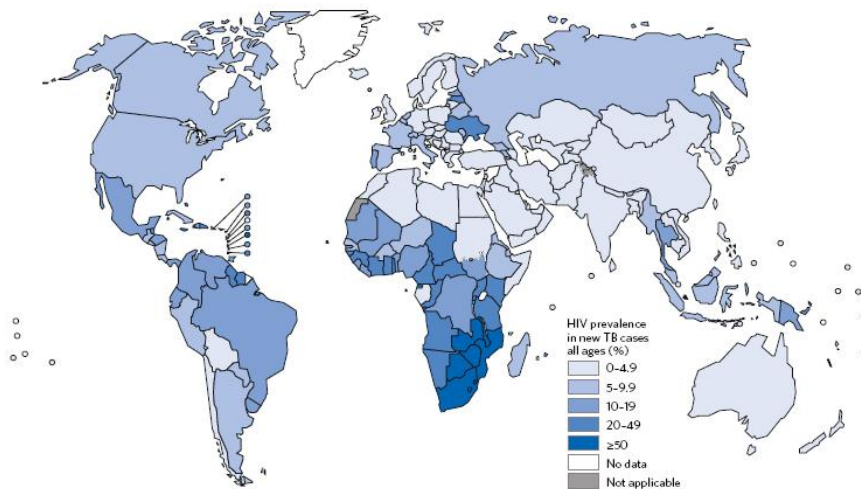 HIV prevalence
in new TB cases
all ages (%)
0–4.9
5–9.9
10–19
20–49
≥50
No data
Not applicable